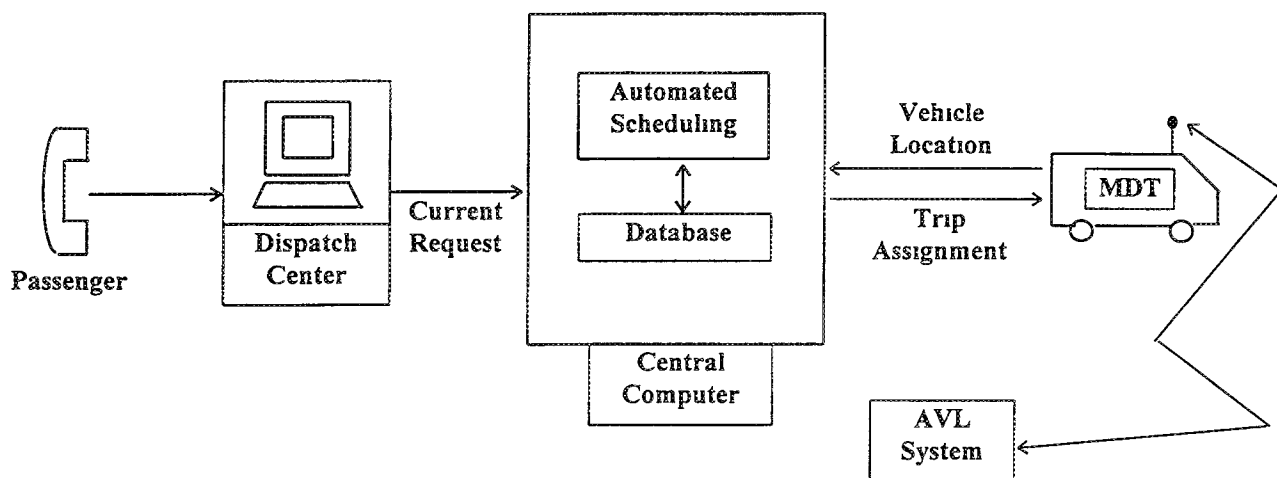 Passenger
Dispatch
Center
Current
Request
Automated
Scheduling
Database
Central
Computer
Vehicle
Location
Trip
Assignment
MDT
AVL
System